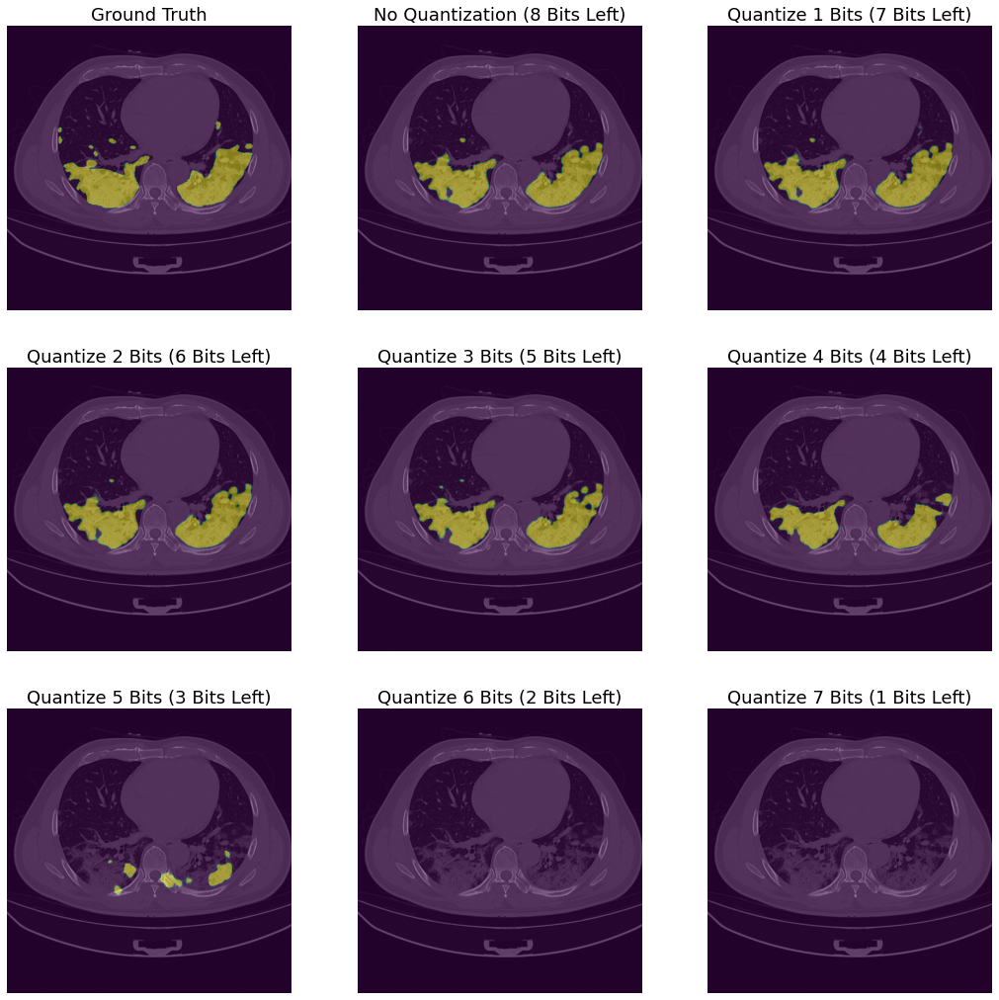 Ground Truth
No Quantization (8 Bits Left)
Quantize 1 Bits (7 Bits Left)
Quantize 2 Bits (6 Bits Left)
Quantize 3 Bits (5 Bits Left)
Quantize 4 Bits (4 Bits Left)
Quantize 5 Bits (3 Bits Left)
Quantize 6 Bits (2 Bits Left)
Quantize 7 Bits (1 Bits Left)